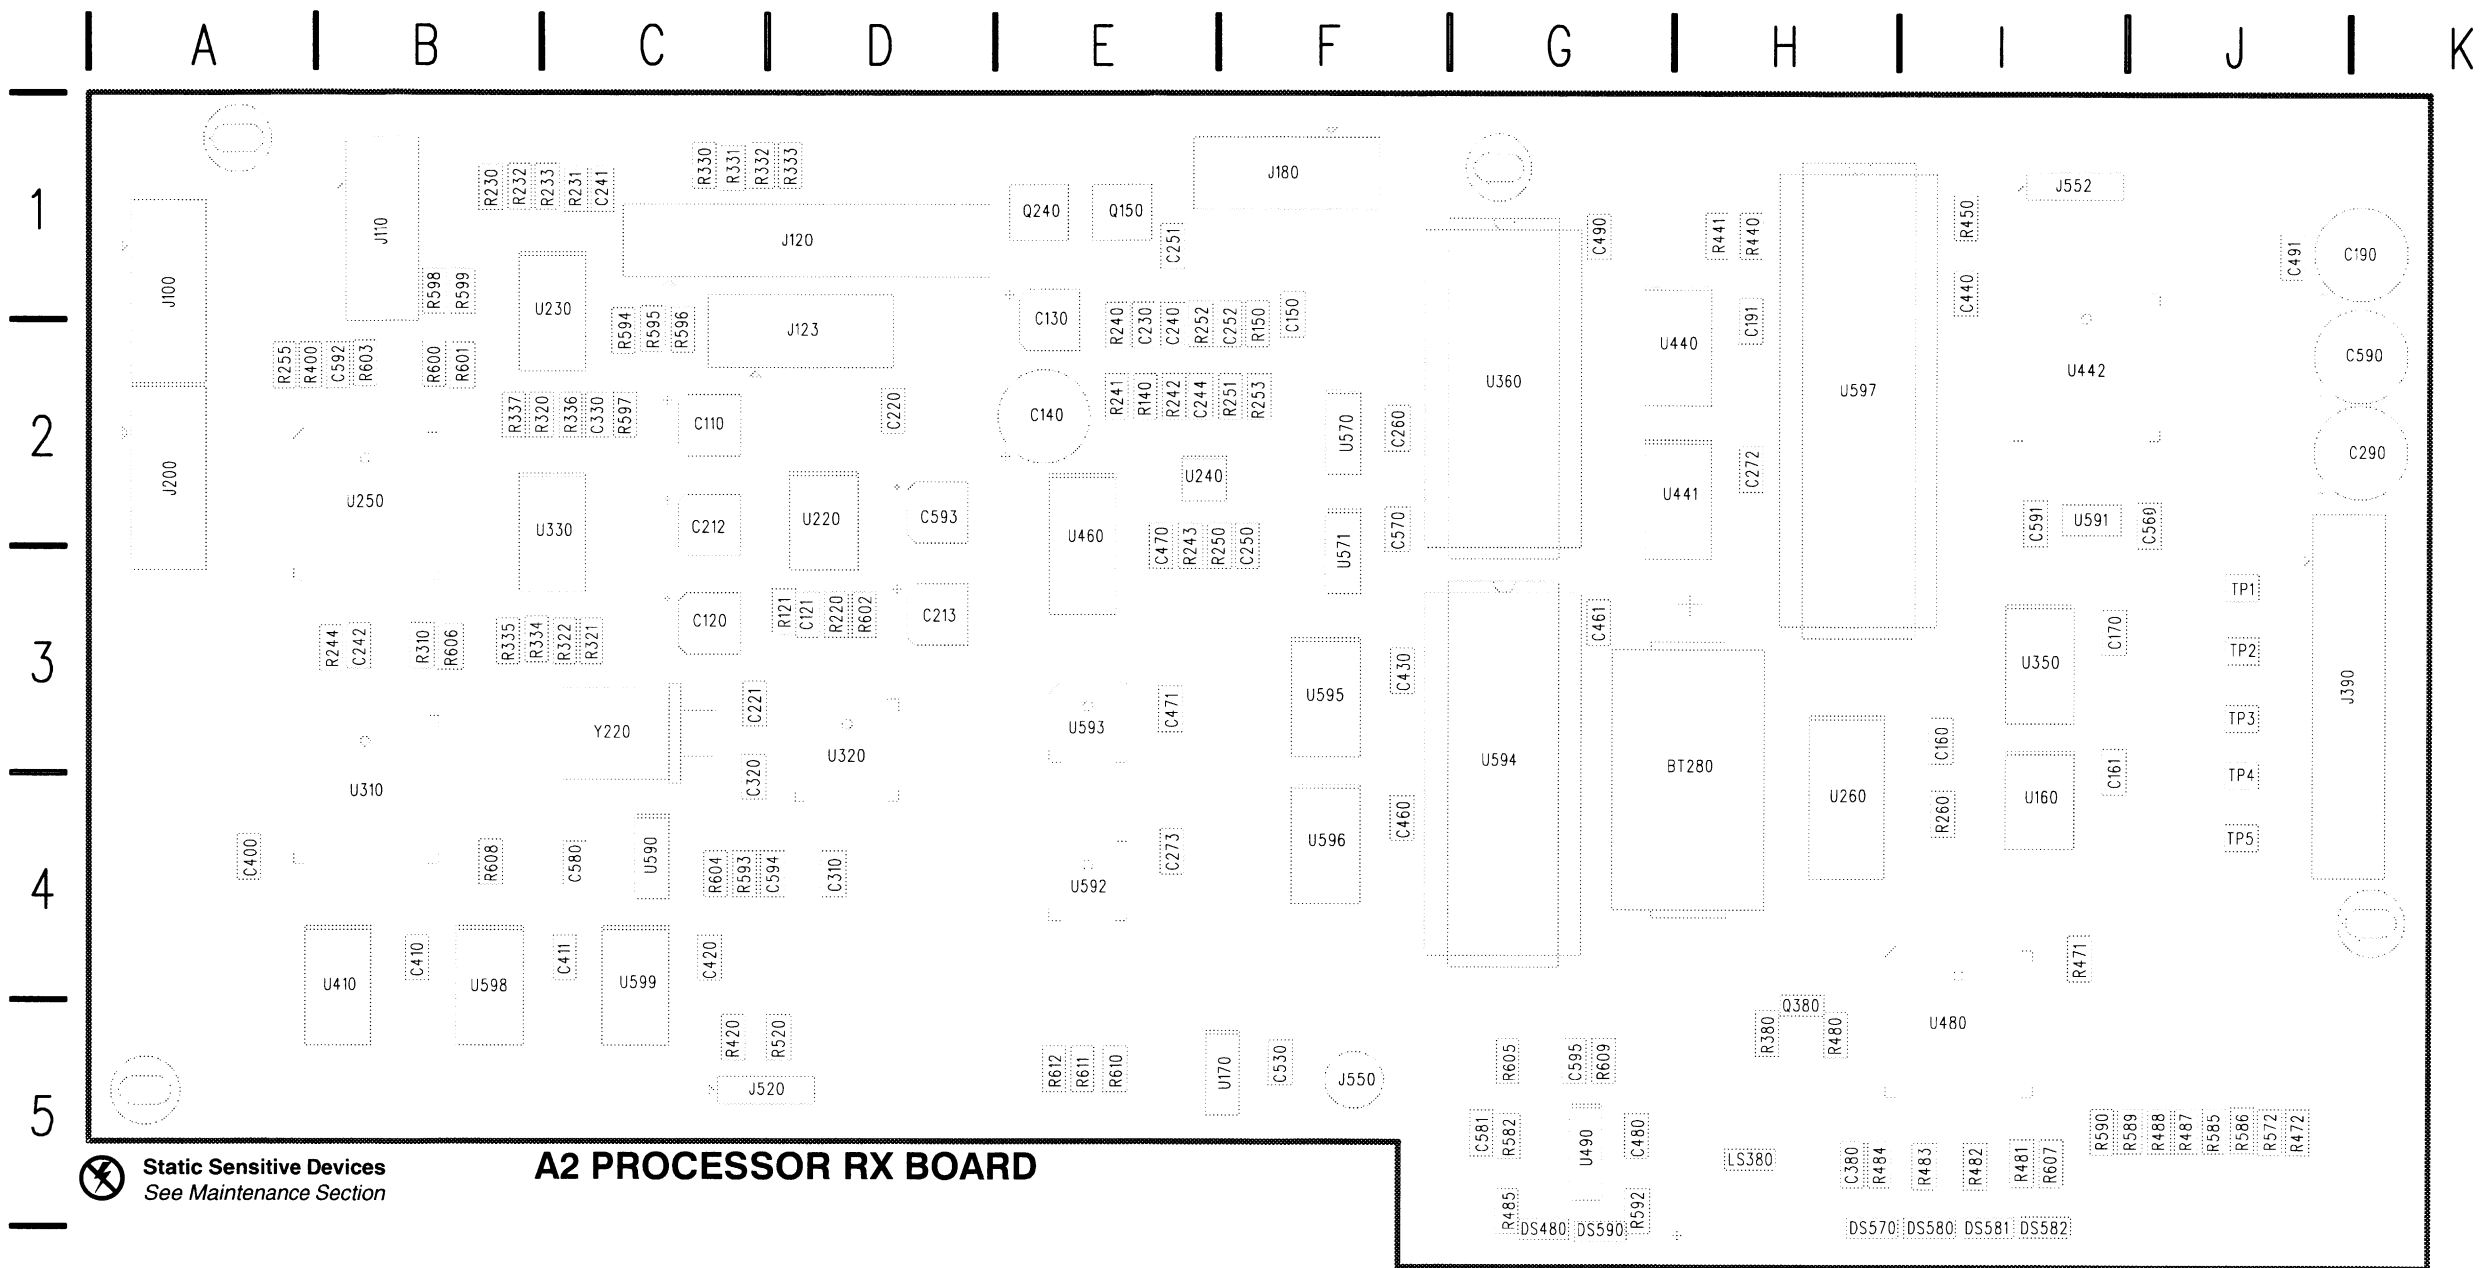 A B C D E F G H I J K
1
2
3
4
5
R230 R232 R233 R231 C241 R330 R331 R332 R333
J180
J552
Q240 Q150
J110
J100
J120
C251
C490
R441 R440
R450
C491
C190
R598 R599
U230
R594 R595 R596
J123
C130
R240 C230 C240 R252 C252 R150 C150
C191
C440
U440
U442
C590
R255 R400 C592 R603 R600 R601
U360
U597
R337 R320 R336 C330 R597
C110
C220
C140
R241 R140 R242 C244 R251 R253
U570
C260
J200
U250
U240
U441
C272
C290
U330
C212
U220
C593
U460
C470 R243 R250 C250
U571
C570
C591
U591
C560
C120
R121 C121 R220 R602
C213
C461
TP1
R244 C242 R310 R606 R335 R334 R322 R321
U350
C170
TP2
U595
C430
J390
Y220
C221
U320
U593
C471
U594
BT280
C160
TP3
C320
U310
U260
R260
U160
C161
TP4
C400
R608
C580
U590
R604 R593 C594 C310
U592
C273
U596
C460
TP5
U410
C410
U598
C411
U599
C420
R471
R420 R520
Q380
R380 R480
U480
R612 R611 R610
U170
C530
J550
R605 C595 R609
J520
C581 R582
U490
C480
LS380
C380 R484 R483 R482 R481 R607
R590 R589 R488 R487 R585 R586 R572 R472
R485
DS480 DS590
R592
DS570 DS580 DS581 DS582
Static Sensitive Devices
See Maintenance Section
A2 PROCESSOR RX BOARD